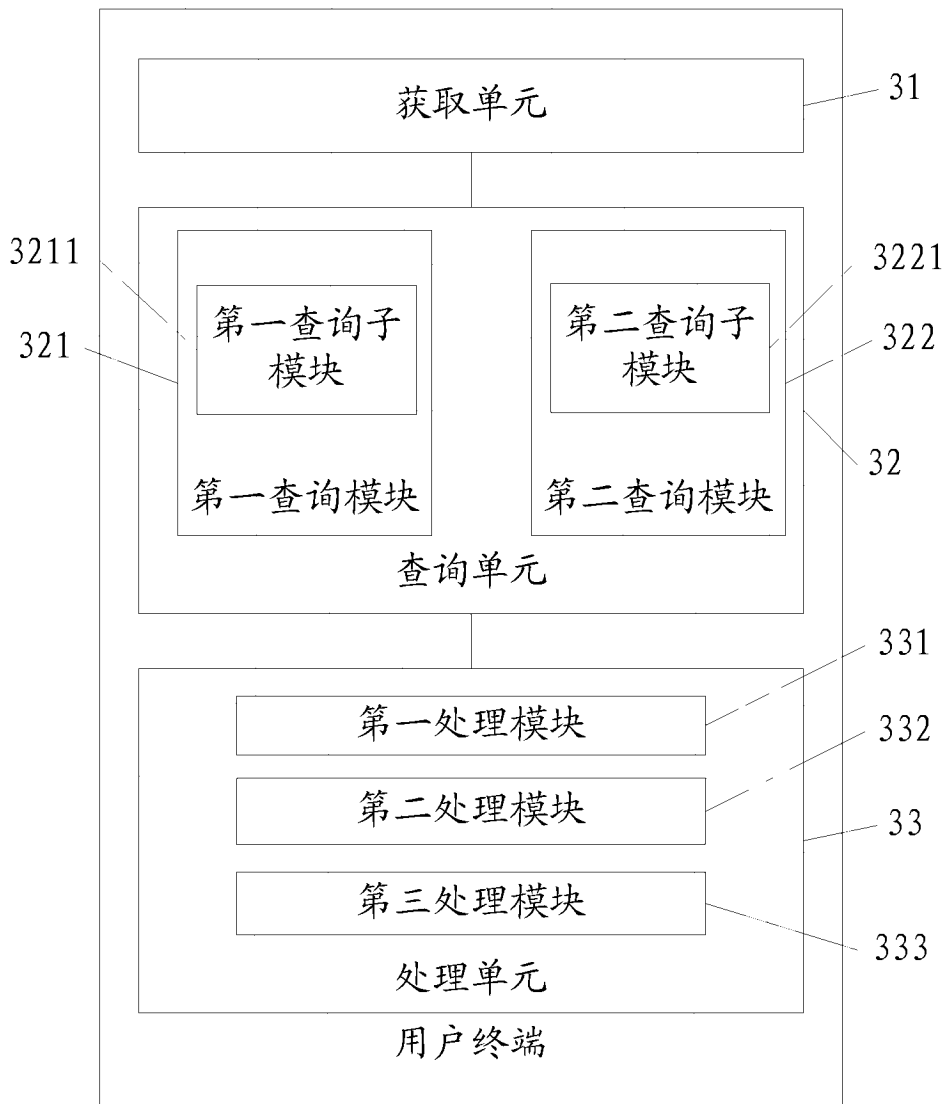 获取单元
31
3211
3221
第一查询子
模块
第二查询子
模块
321
322
32
第一查询模块
第二查询模块
查询单元
331
第一处理模块
332
第二处理模块
33
第三处理模块
333
处理单元
用户终端